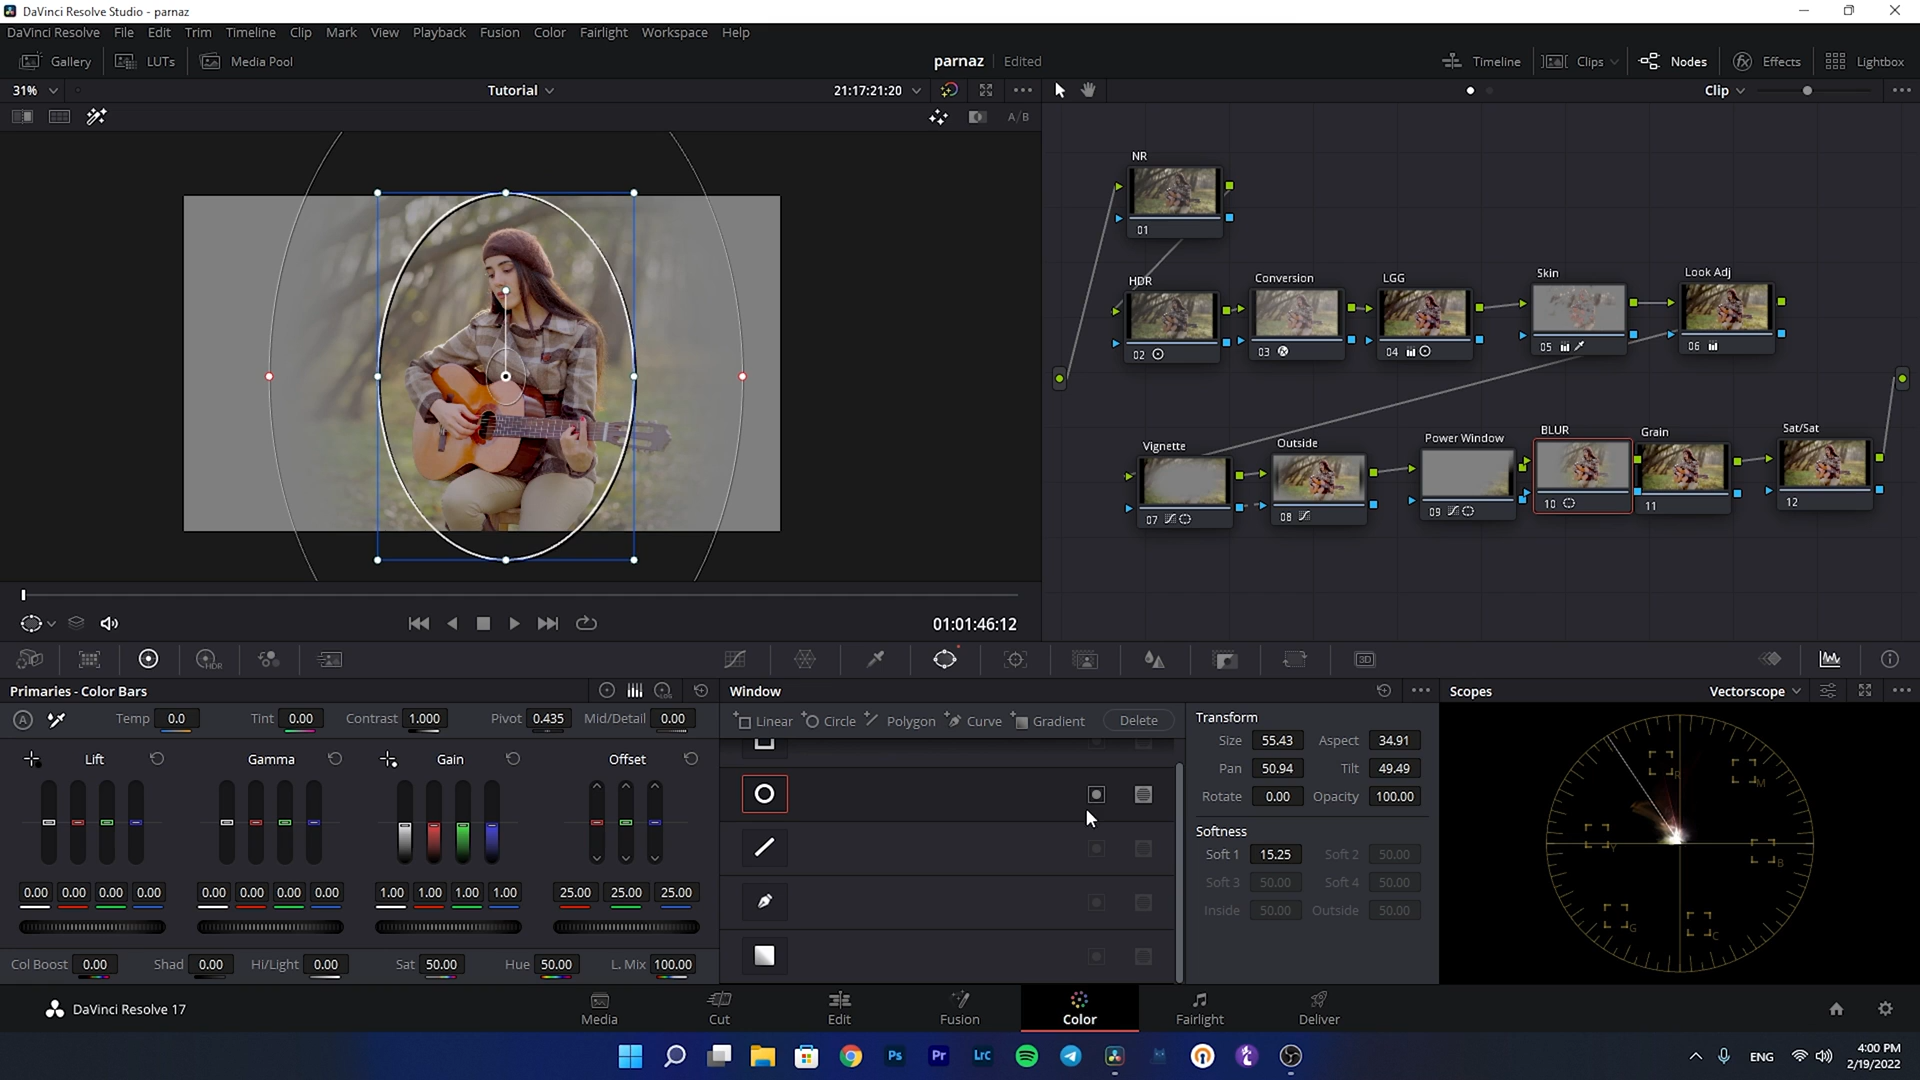 DaVinci Resolve Studio - parnaz
DaVinci Resolve File Edit Trim Timeline Clip Mark View Playback Fusion Color Fairlight Workspace Help
Gallery LUTs Media Pool parnaz Edited Timeline Clips Nodes Effects Lightbox
31% Tutorial 21:17:21:20 Clip
A/B
NR
01
HDR Conversion LGG Skin Look Adj
02 03 04 05 06
Vignette Outside Power Window BLUR Grain Sat/Sat
07 08 09 10 11 12
01:01:46:12
HDR 3D
Primaries - Color Bars LOG Window Scopes Vectorscope
A Temp 0.0 Tint 0.00 Contrast 1.000 Pivot 0.435 Mid/Detail 0.00
Linear Circle Polygon Curve Gradient Delete
Lift Gamma Gain Offset
0.00 0.00 0.00 0.00 0.00 0.00 0.00 0.00 1.00 1.00 1.00 1.00 25.00 25.00 25.00
Col Boost 0.00 Shad 0.00 Hi/Light 0.00 Sat 50.00 Hue 50.00 L. Mix 100.00
Transform
Size 55.43 Aspect 34.91
Pan 50.94 Tilt 49.49
Rotate 0.00 Opacity 100.00
Softness
Soft 1 15.25 Soft 2 50.00
Soft 3 50.00 Soft 4 50.00
Inside 50.00 Outside 50.00
R M
Y B
G C
DaVinci Resolve 17 Media Cut Edit Fusion Color Fairlight Deliver
Ps Pr LrC ENG 4:00 PM
2/19/2022